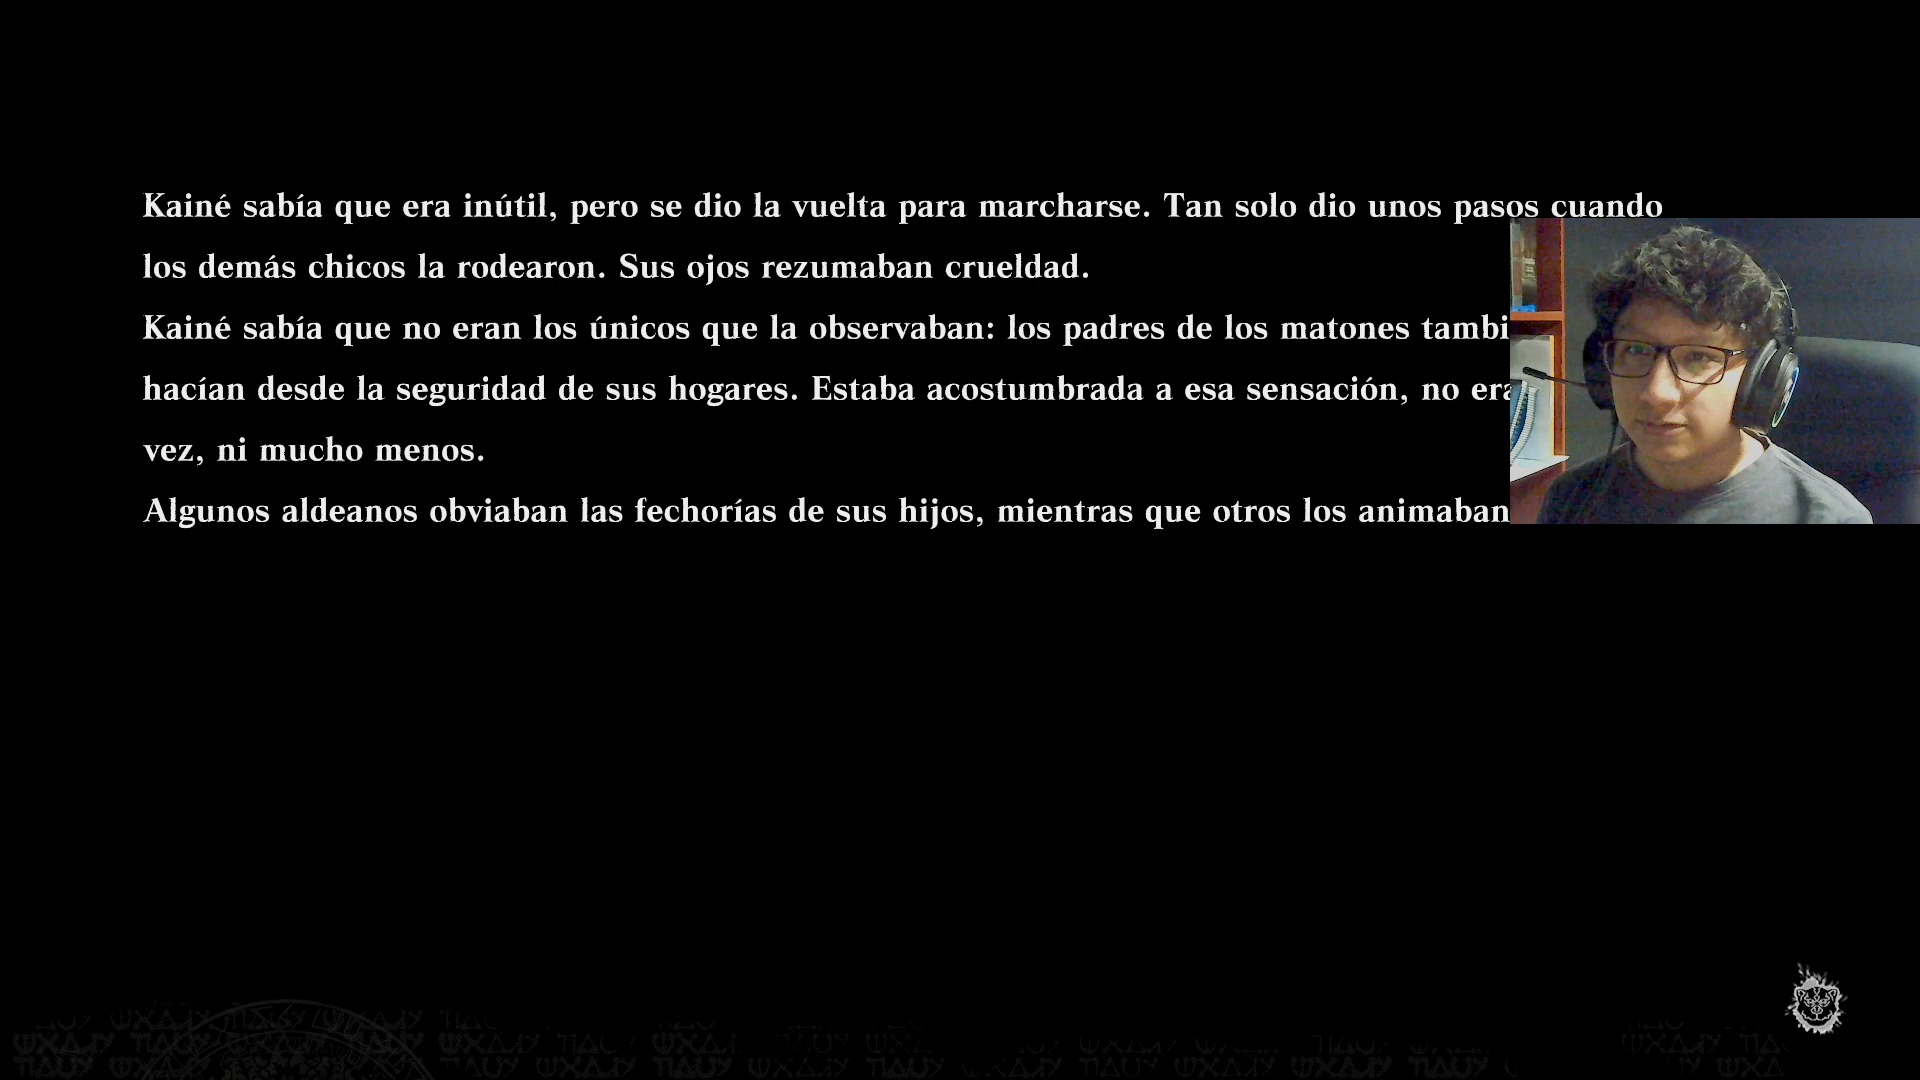 Kainé sabía que era inútil, pero se dio la vuelta para marcharse. Tan solo dio unos pasos cuando
los demás chicos la rodearon. Sus ojos rezumaban crueldad.
Kainé sabía que no eran los únicos que la observaban: los padres de los matones
hacían desde la seguridad de sus hogares. Estaba acostumbrada a esa sensación, no
vez, ni mucho menos.
Algunos aldeanos obviaban las fechorías de sus hijos, mientras que otros los animaban